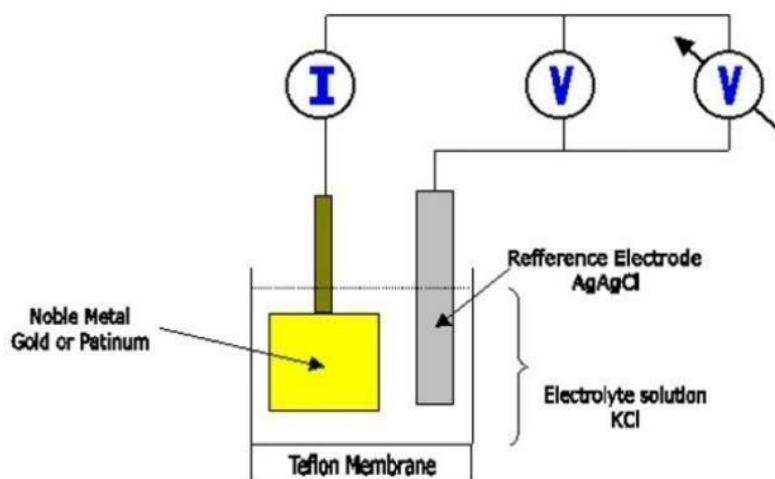 I
V
V
Refference Electrode
AgAgCl
Noble Metal
Gold or Patinum
Electrolyte solution
KCl
Teflon Membrane